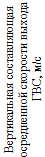 Вертикальная составляющая
осредненной скорости выхода
ГВС, м/с